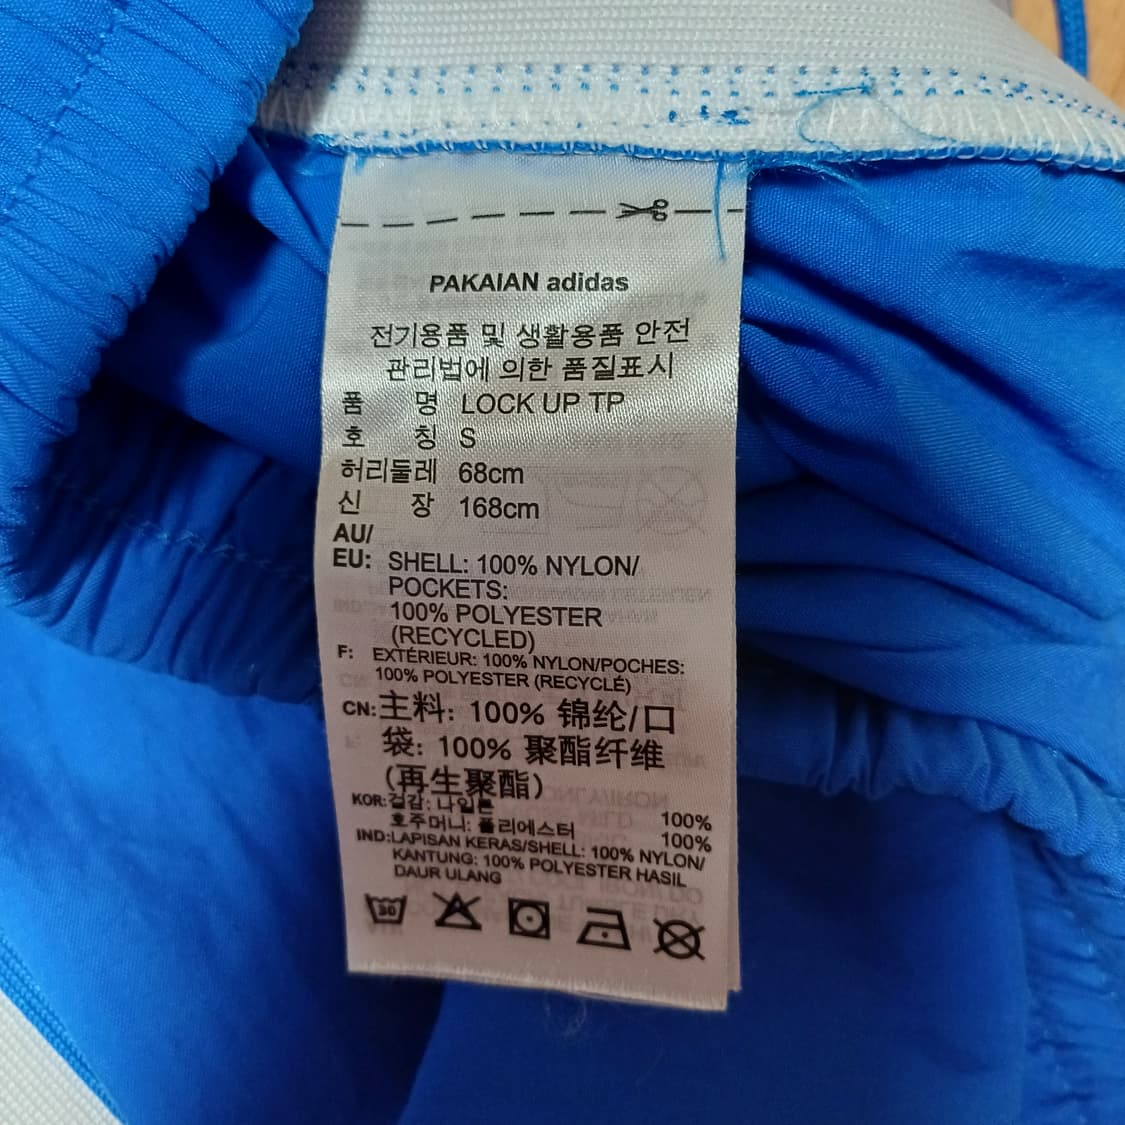 PAKAIAN adidas
전기용품 및 생활용품 안전
관리법에 의한 품질표시
품 명 LOCK UP TP
호 칭 S
허리둘레 68cm
신 장 168cm
AU/
EU: SHELL: 100% NYLON/
POCKETS:
100% POLYESTER
(RECYCLED)
F: EXTÉRIEUR: 100% NYLON/POCHES:
100% POLYESTER (RECYCLÉ)
CN:主料: 100% 锦纶/口
袋: 100% 聚酯纤维
(再生聚酯)
KOR:겉감: 나일론 100%
호주머니: 폴리에스터 100%
IND:LAPISAN KERAS/SHELL: 100% NYLON/
KANTUNG: 100% POLYESTER HASIL
DAUR ULANG
30